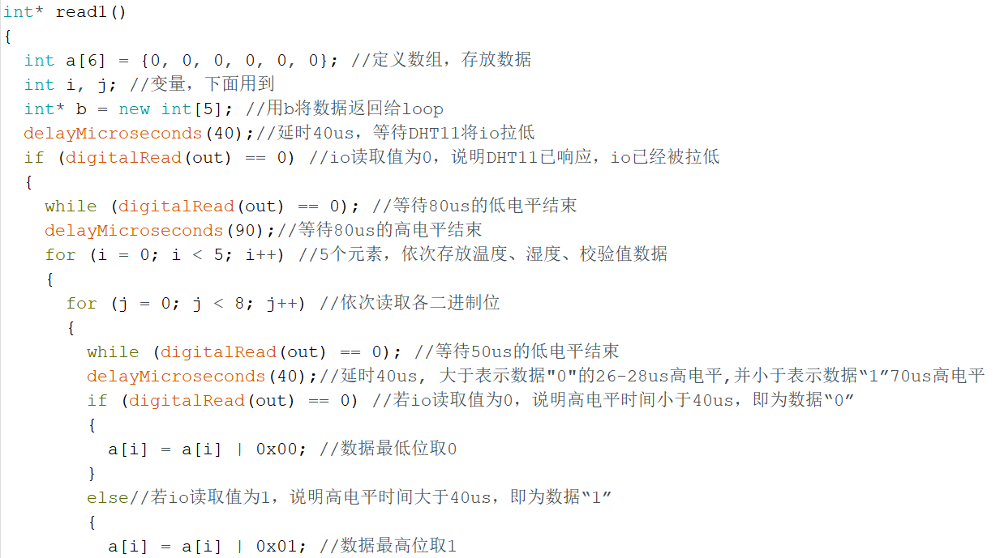 int* read1()
{
  int a[6] = {0, 0, 0, 0, 0, 0}; //定义数组，存放数据
  int i, j; //变量，下面用到
  int* b = new int[5]; //用b将数据返回给loop
  delayMicroseconds(40);//延时40us，等待DHT11将io拉低
  if (digitalRead(out) == 0) //io读取值为0，说明DHT11已响应，io已经被拉低
  {
    while (digitalRead(out) == 0); //等待80us的低电平结束
    delayMicroseconds(90);//等待80us的高电平结束
    for (i = 0; i < 5; i++) //5个元素，依次存放温度、湿度、校验值数据
    {
      for (j = 0; j < 8; j++) //依次读取各二进制位
      {
        while (digitalRead(out) == 0); //等待50us的低电平结束
        delayMicroseconds(40);//延时40us, 大于表示数据"0"的26-28us高电平,并小于表示数据“1”70us高电平
        if (digitalRead(out) == 0) //若io读取值为0，说明高电平时间小于40us，即为数据“0”
        {
          a[i] = a[i] | 0x00; //数据最低位取0
        }
        else//若io读取值为1，说明高电平时间大于40us，即为数据“1”
        {
          a[i] = a[i] | 0x01; //数据最高位取1